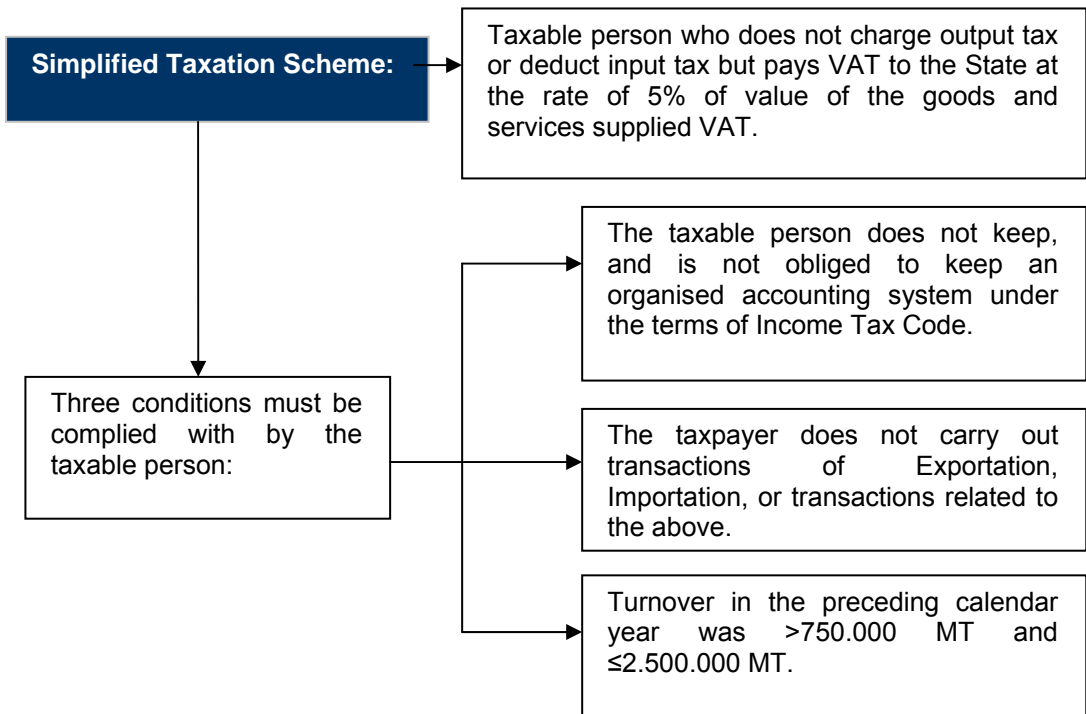 Simplified Taxation Scheme:
Taxable person who does not charge output tax
or deduct input tax but pays VAT to the State at
the rate of 5% of value of the goods and
services supplied VAT.
The taxable person does not keep,
and is not obliged to keep an
organised accounting system under
the terms of Income Tax Code.
Three conditions must be
complied with by the
taxable person:
The taxpayer does not carry out
transactions of Exportation,
Importation, or transactions related to
the above.
Turnover in the preceding calendar
year was >750.000 MT and
≤2.500.000 MT.